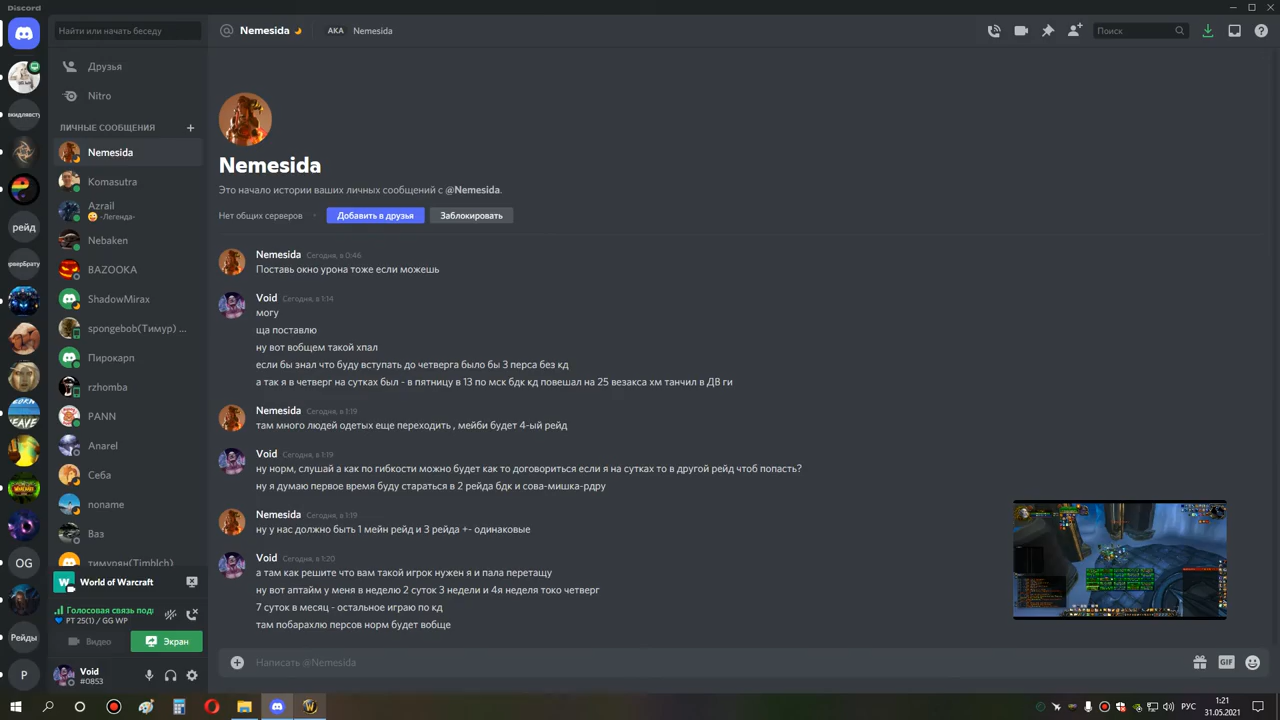 Discord
Найти или начать беседу
Nemesida
AKA Nemesida
Поиск
Друзья
Nitro
ЛИЧНЫЕ СООБЩЕНИЯ
Nemesida
Komasutra
Azrail
-Легенда-
Nebaken
BAZOOKA
ShadowMirax
spongebob(Тимур) ...
Пирокарп
rzhomba
PANN
Anarel
Себа
noname
Ваз
тимурян(Timblch)
рейд
OG
Рейды
P
World of Warcraft
Голосовая связь подк
PT 25(1) / GG WP
Видео
Экран
Void
#0853
Nemesida
Это начало истории ваших личных сообщений с @Nemesida.
Нет общих серверов
Добавить в друзья
Заблокировать
Nemesida Сегодня, в 0:46
Поставь окно урона тоже если можешь
Void Сегодня, в 1:14
могу
ща поставлю
ну вот вобщем такой хпал
если бы знал что буду вступать до четверга было бы 3 перса без кд
а так я в четверг на сутках был - в пятницу в 13 по мск бдк кд повешал на 25 везакса хм танчил в ДВ ги
Nemesida Сегодня, в 1:19
там много людей одетых еще переходить , мейби будет 4-ый рейд
Void Сегодня, в 1:19
ну норм, слушай а как по гибкости можно будет как то договориться если я на сутках то в другой рейд чтоб попасть?
ну я думаю первое время буду стараться в 2 рейда бдк и сова-мишка-рдру
Nemesida Сегодня, в 1:19
ну у нас должно быть 1 мейн рейд и 3 рейда +- одинаковые
Void Сегодня, в 1:20
а там как решите что вам такой игрок нужен я и пала перетащу
ну вот аптайм у меня в неделю 2 суток 3 недели и 4я неделя токо четверг
7 суток в месяц - остальное играю по кд
там побарахлю персов норм будет вобще
Написать @Nemesida
GIF
РУС
1:21
31.05.2021